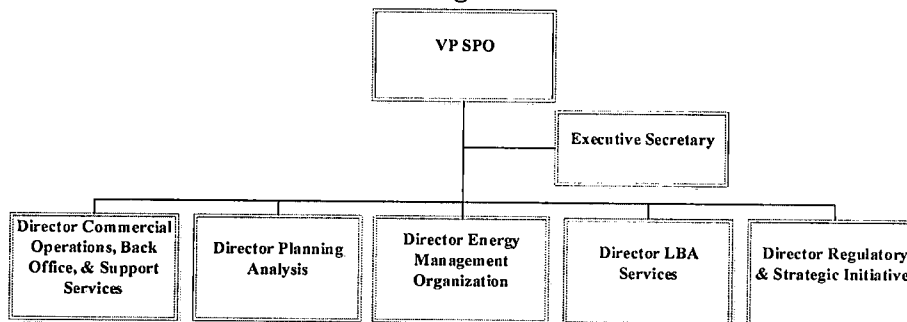 VP SPO
Executive Secretary
Director Commercial
Operations, Back
Office, & Support
Services
Director Planning
Analysis
Director Energy
Management
Organization
Director LBA
Services
Director Regulatory
& Strategic Initiative